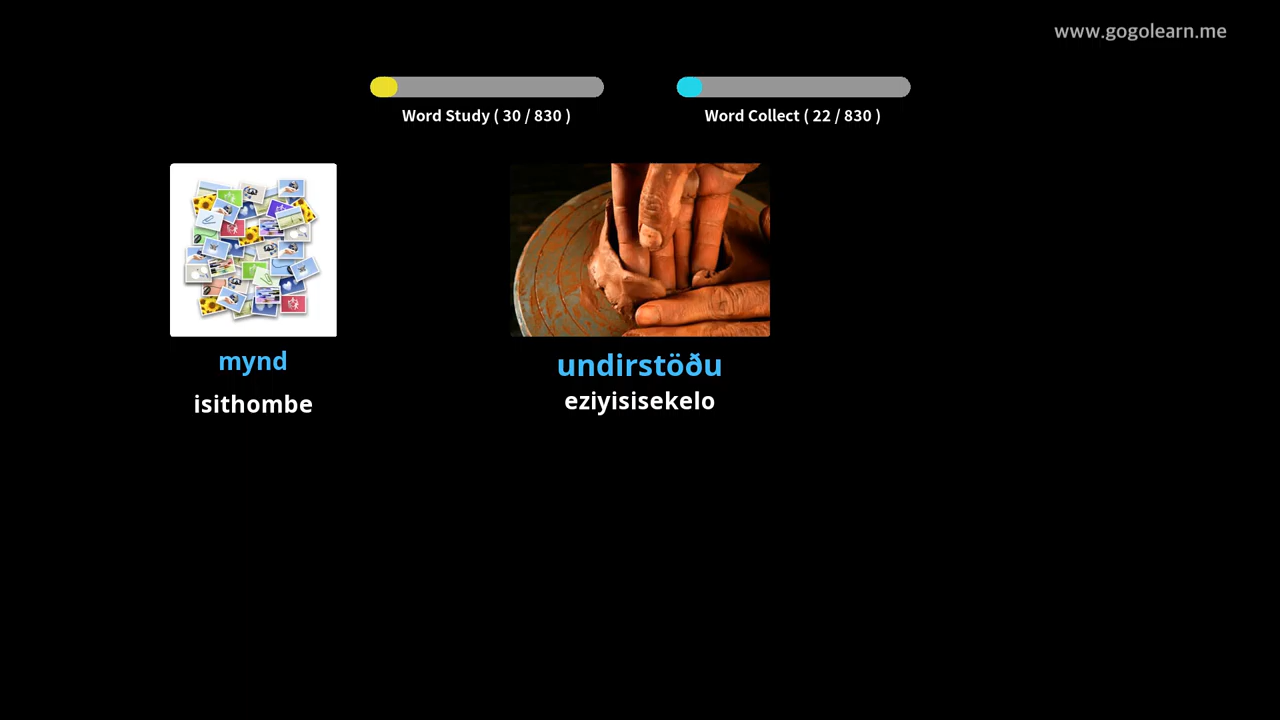 www.gogolearn.me
Word Study ( 30 / 830 )
Word Collect ( 22 / 830 )
mynd
isithombe
undirstöðu
eziyisisekelo